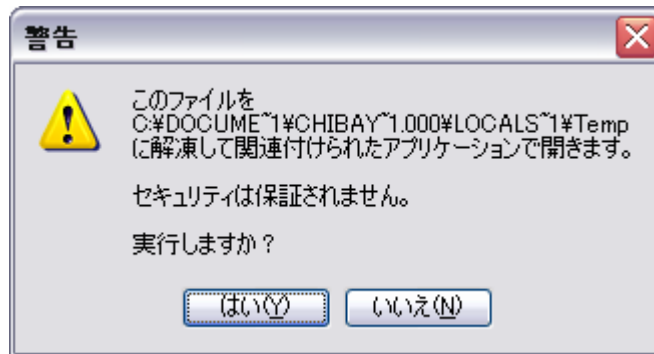 警告
このファイルを
C:¥DOCUME~1¥CHIBAY~1.000¥LOCALS~1¥Temp
に解凍して関連付けられたアプリケーションで開きます。
セキュリティは保証されません。
実行しますか？
はい(Y) いいえ(N)